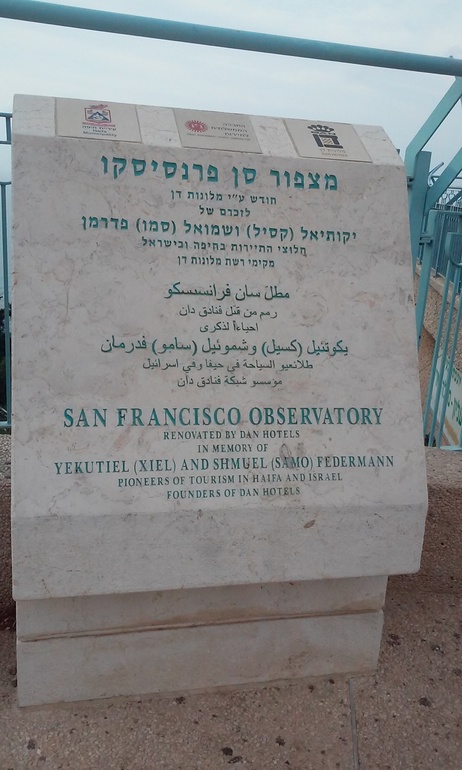 מצפור סן פרנסיסקו
חודש ע״י מלונות דן
לזכרם של
יקותיאל (קסיל) ושמואל (סמו) פדרמן
חלוצי התיירות בחיפה ובישראל
מקימי רשת מלונות דן
مطل سان فرانسيسكو
رمم من قبل فنادق دان
احياءاً لذكرى
يكوتئيل (كسيل) وشموئيل (سامو) فدرمان
طلائعيو السياحة في حيفا وفي اسرائيل
مؤسسو شبكة فنادق دان
SAN FRANCISCO OBSERVATORY
RENOVATED BY DAN HOTELS
IN MEMORY OF
YEKUTIEL (XIEL) AND SHMUEL (SAMO) FEDERMANN
PIONEERS OF TOURISM IN HAIFA AND ISRAEL
FOUNDERS OF DAN HOTELS